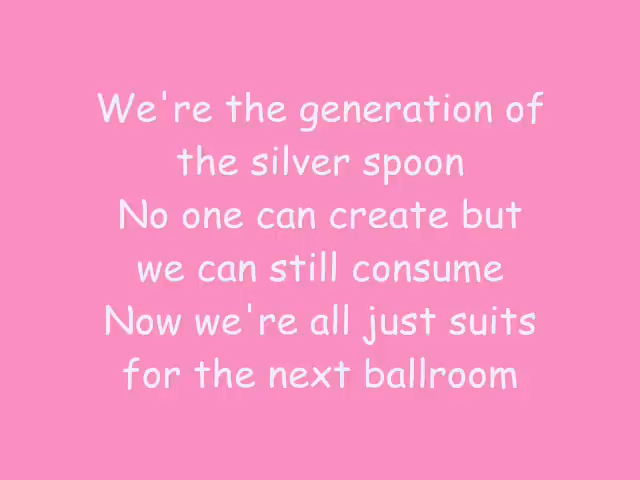 We're the generation of
the silver spoon
No one can create but
we can still consume
Now we're all just suits
for the next ballroom